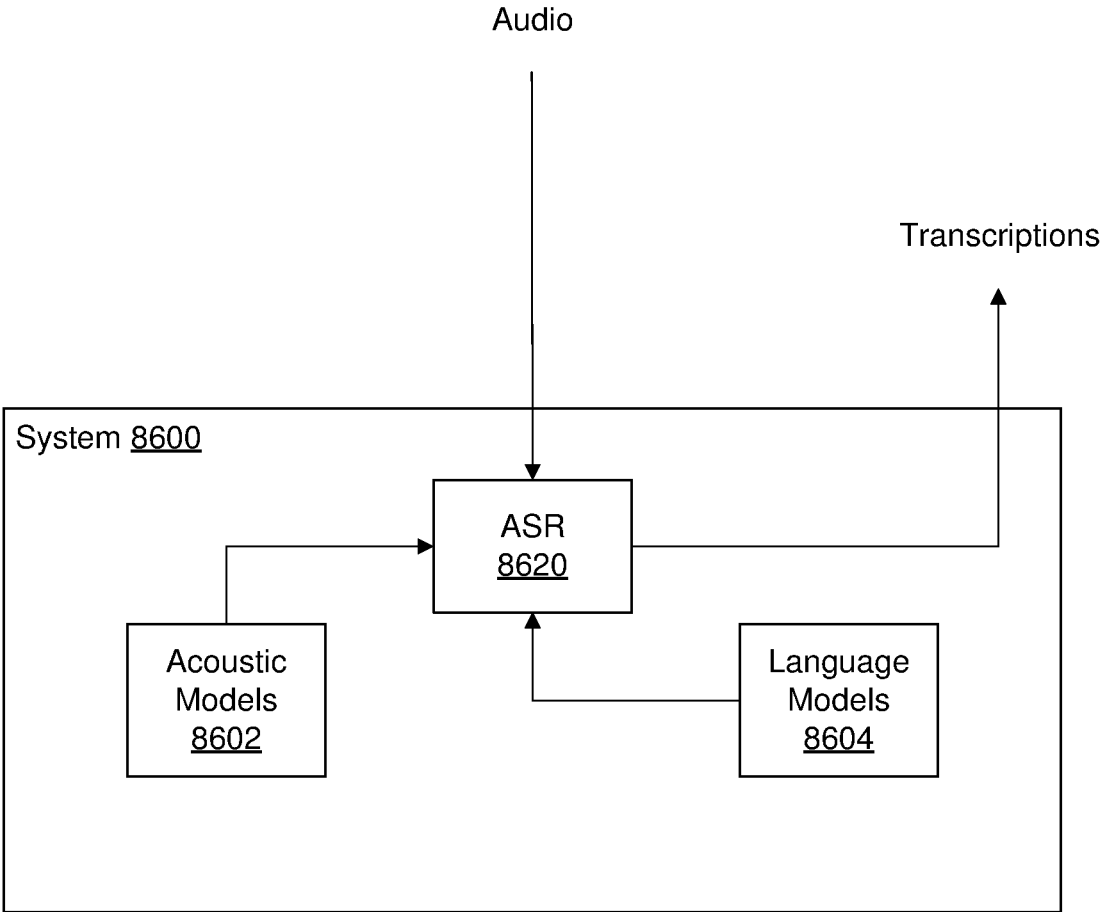 Audio
Transcriptions
System 8600
ASR
8620
Acoustic
Models
8602
Language
Models
8604